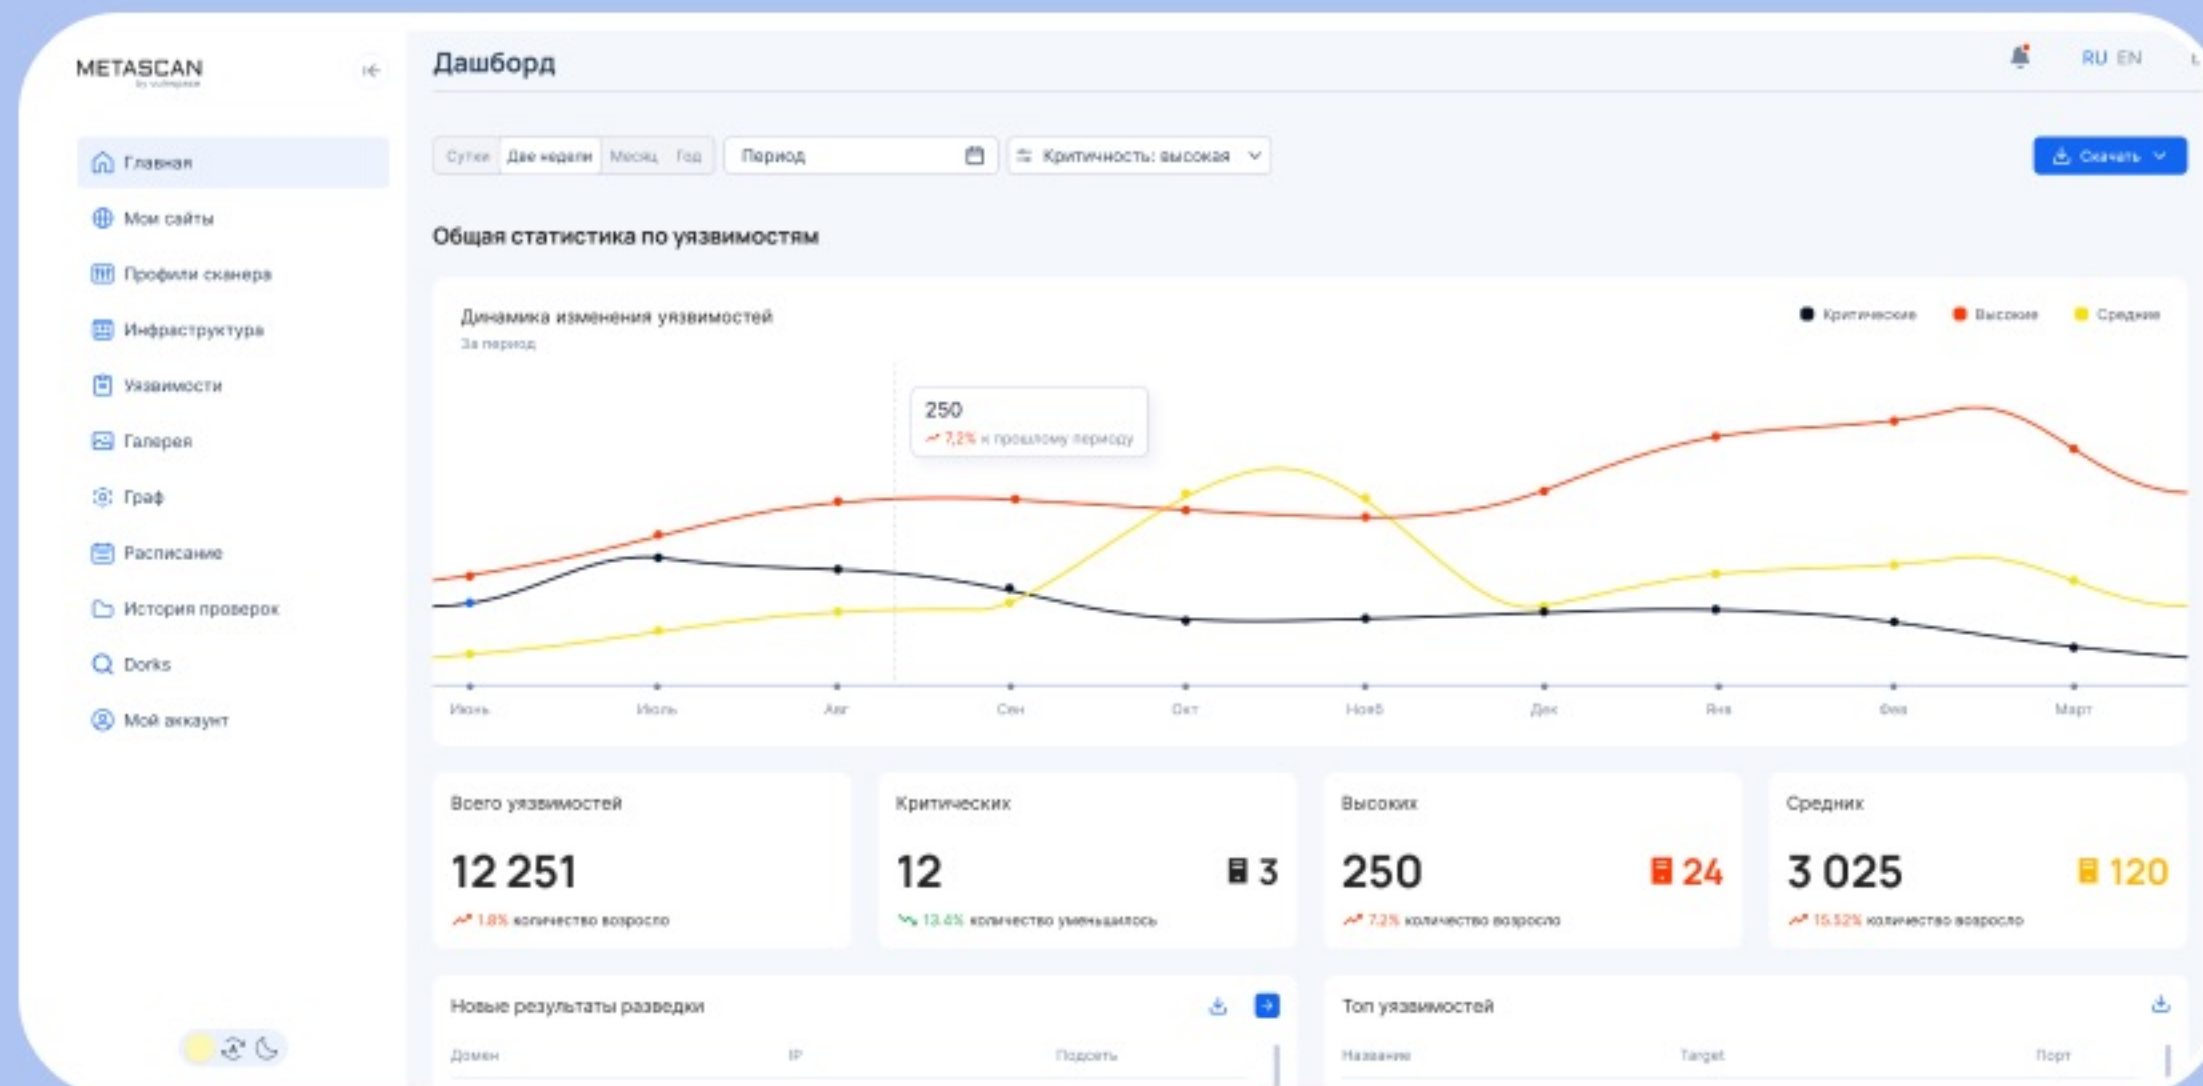 METASCAN
Главная
Мои сайты
Профили сканера
Инфраструктура
Уязвимости
Галерея
Граф
Расписание
История проверок
Dorks
Мой аккаунт
Дашборд
RU EN
Сутки Две недели Месяц Год
Период
Критичность: высокая
Скачать
Общая статистика по уязвимостям
Динамика изменения уязвимостей
За период
Критические Высокие Средние
250
7,2% к прошлому периоду
Июнь Июль Авг Сен Окт Нояб Дек Янв Фев Март
Всего уязвимостей
12 251
1.8% количество возросло
Критических
12 3
13.4% количество уменьшилось
Высоких
250 24
7.2% количество возросло
Средних
3 025 120
15.52% количество возросло
Новые результаты разведки
Домен IP Подсеть
Топ уязвимостей
Название Target Порт